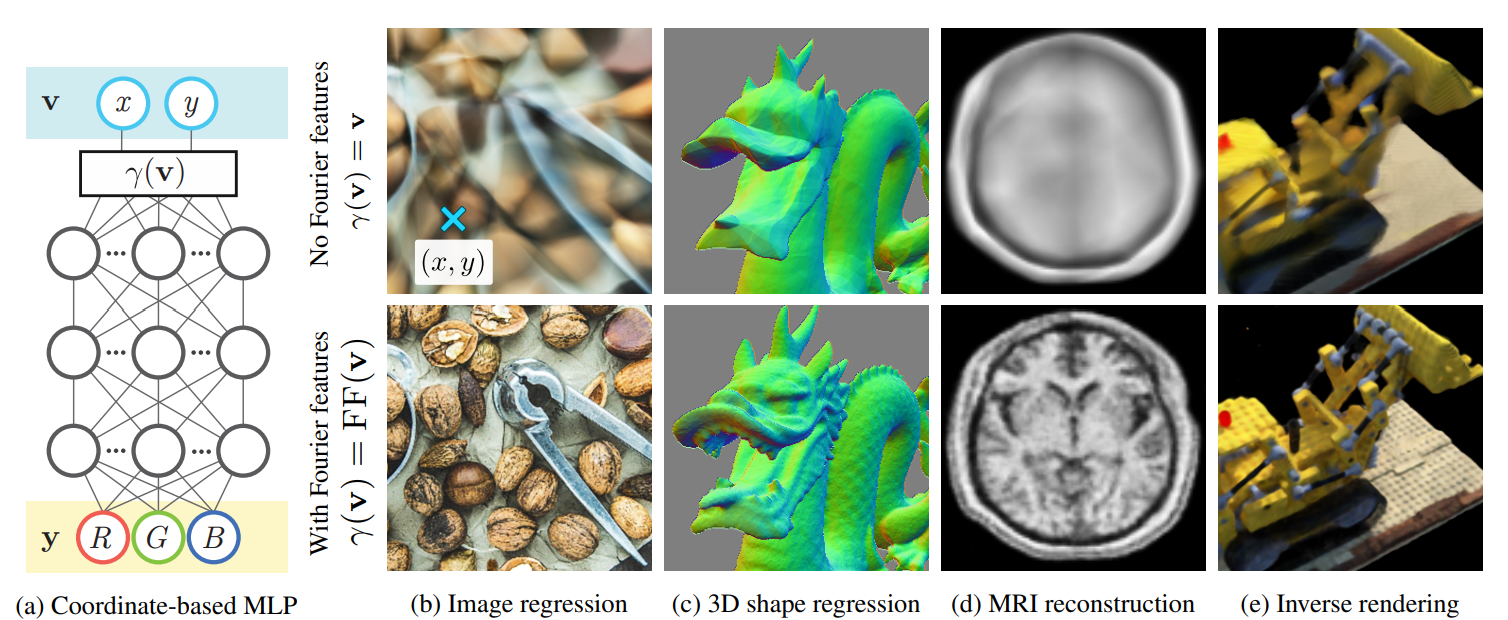 v x y
γ(v)
... ...
... ...
... ...
y R G B
(a) Coordinate-based MLP
No Fourier features
γ(v) = v
With Fourier features
γ(v) = FF(v)
(x, y)
(b) Image regression
(c) 3D shape regression
(d) MRI reconstruction
(e) Inverse rendering